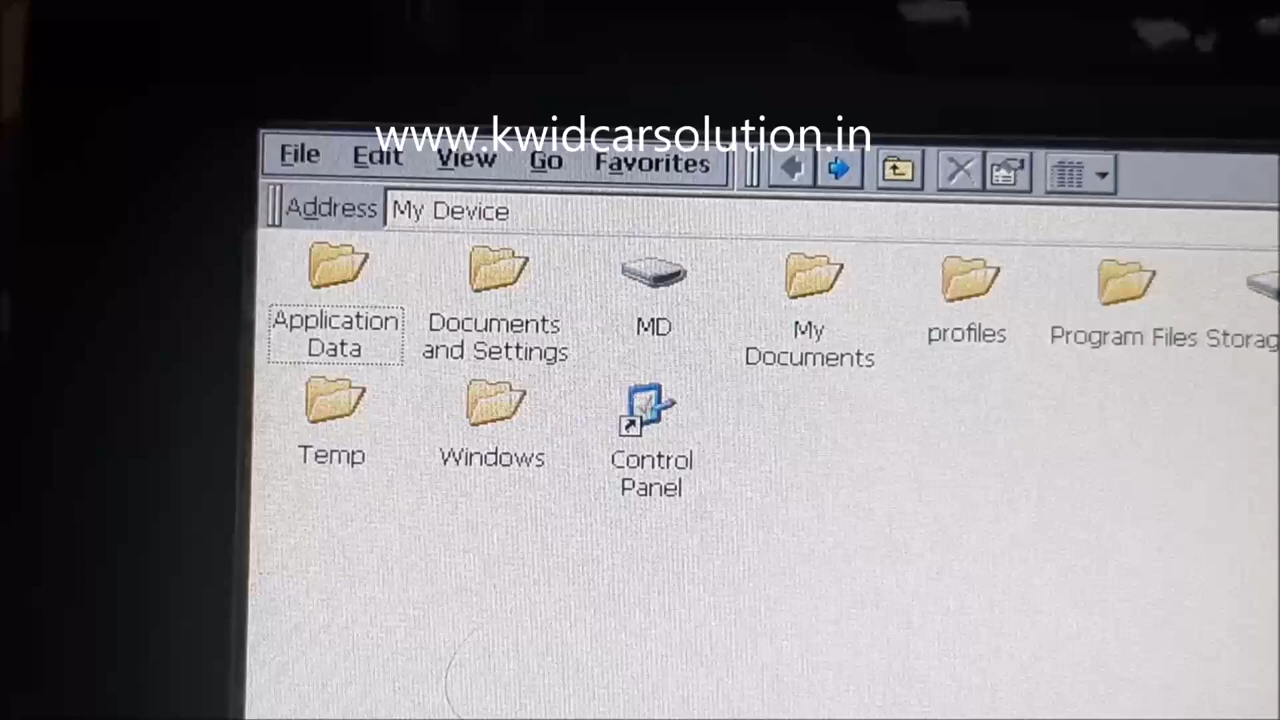 www.kwidcarsolution.in
File Edit View Go Favorites
Address My Device
Application Data
Documents and Settings
MD
My Documents
profiles
Program Files
Storag
Temp
Windows
Control Panel